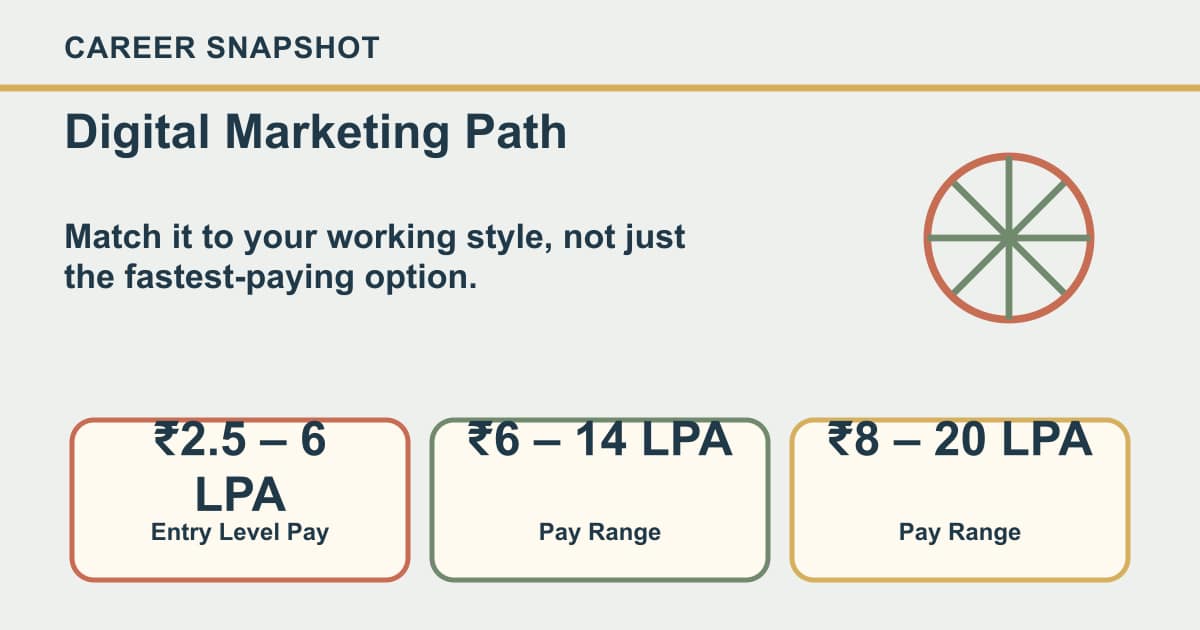 CAREER SNAPSHOT
Digital Marketing Path
Match it to your working style, not just
the fastest-paying option.
₹2.5 – 6
LPA
Entry Level Pay
₹6 – 14 LPA
Pay Range
₹8 – 20 LPA
Pay Range